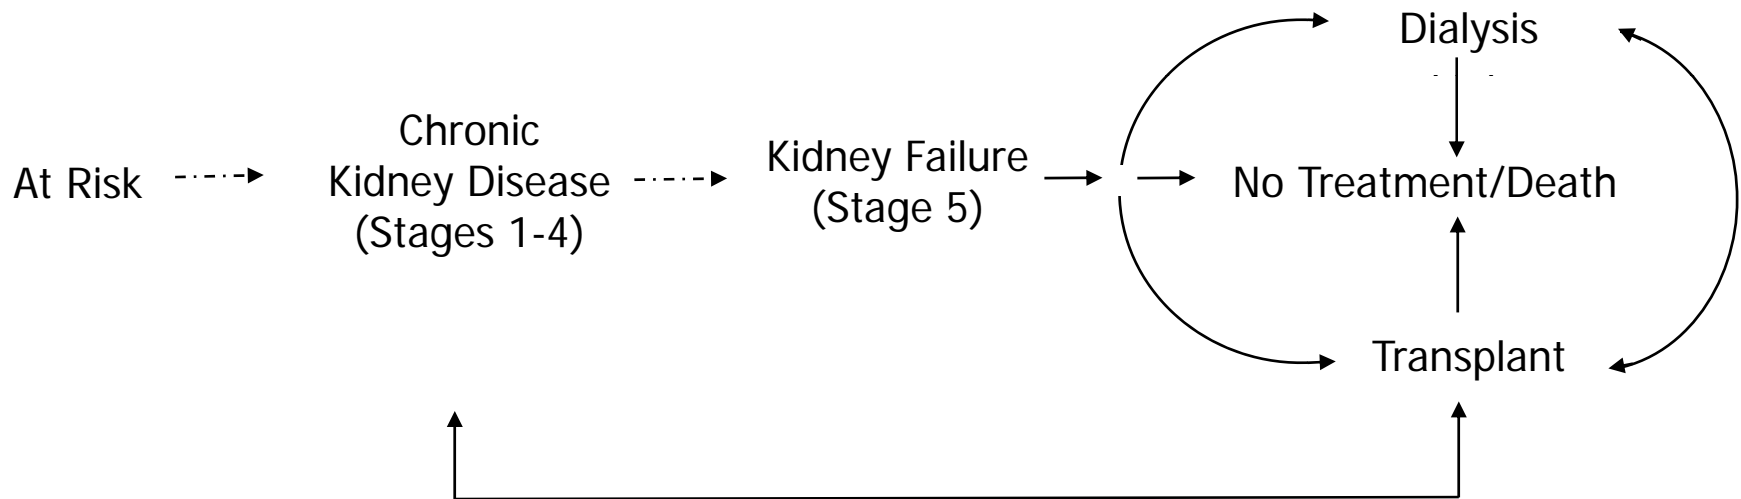 Dialysis
Chronic
Kidney Disease
(Stages 1-4)
At Risk
Kidney Failure
(Stage 5)
No Treatment/Death
Transplant